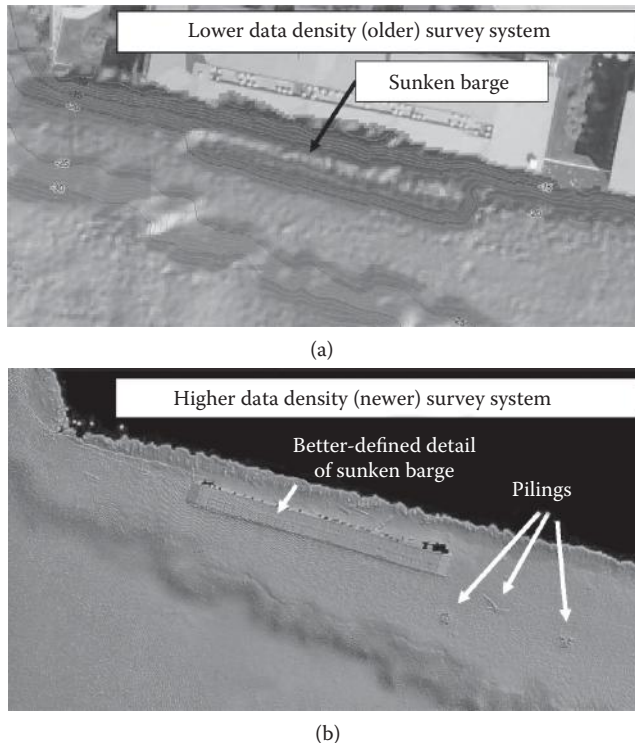 Lower data density (older) survey system
Sunken barge
(a)
Higher data density (newer) survey system
Better-defined detail
of sunken barge
Pilings
(b)